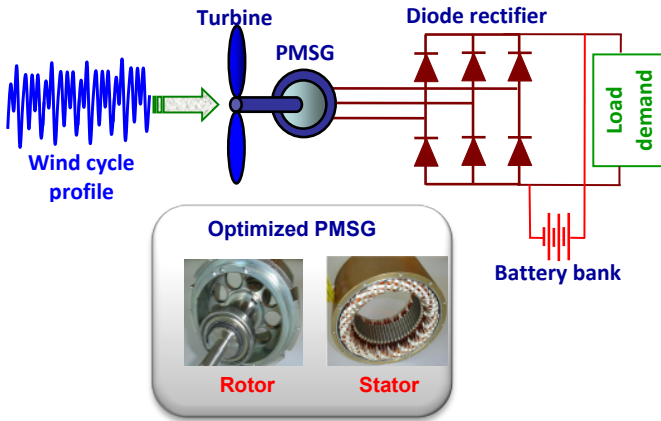 Turbine
Diode rectifier
PMSG
Wind cycle
profile
Load
demand
Battery bank
Optimized PMSG
Rotor
Stator